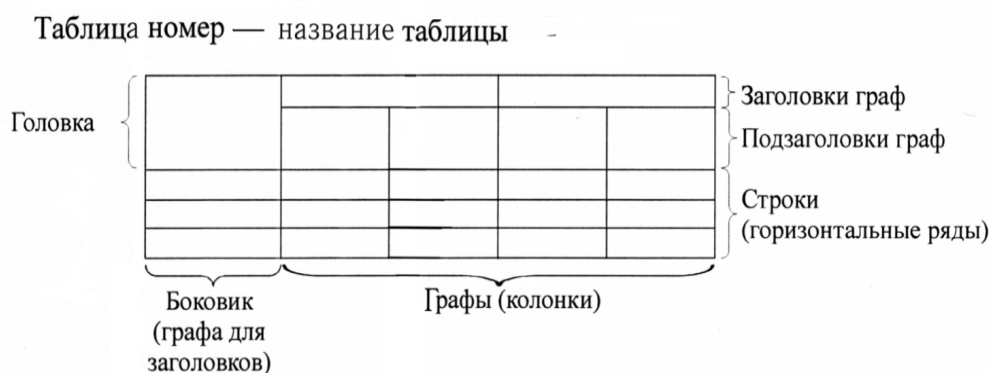 Таблица номер — название таблицы
Головка
Заголовки граф
Подзаголовки граф
Строки
(горизонтальные ряды)
Боковик
(графа для
заголовков)
Графы (колонки)